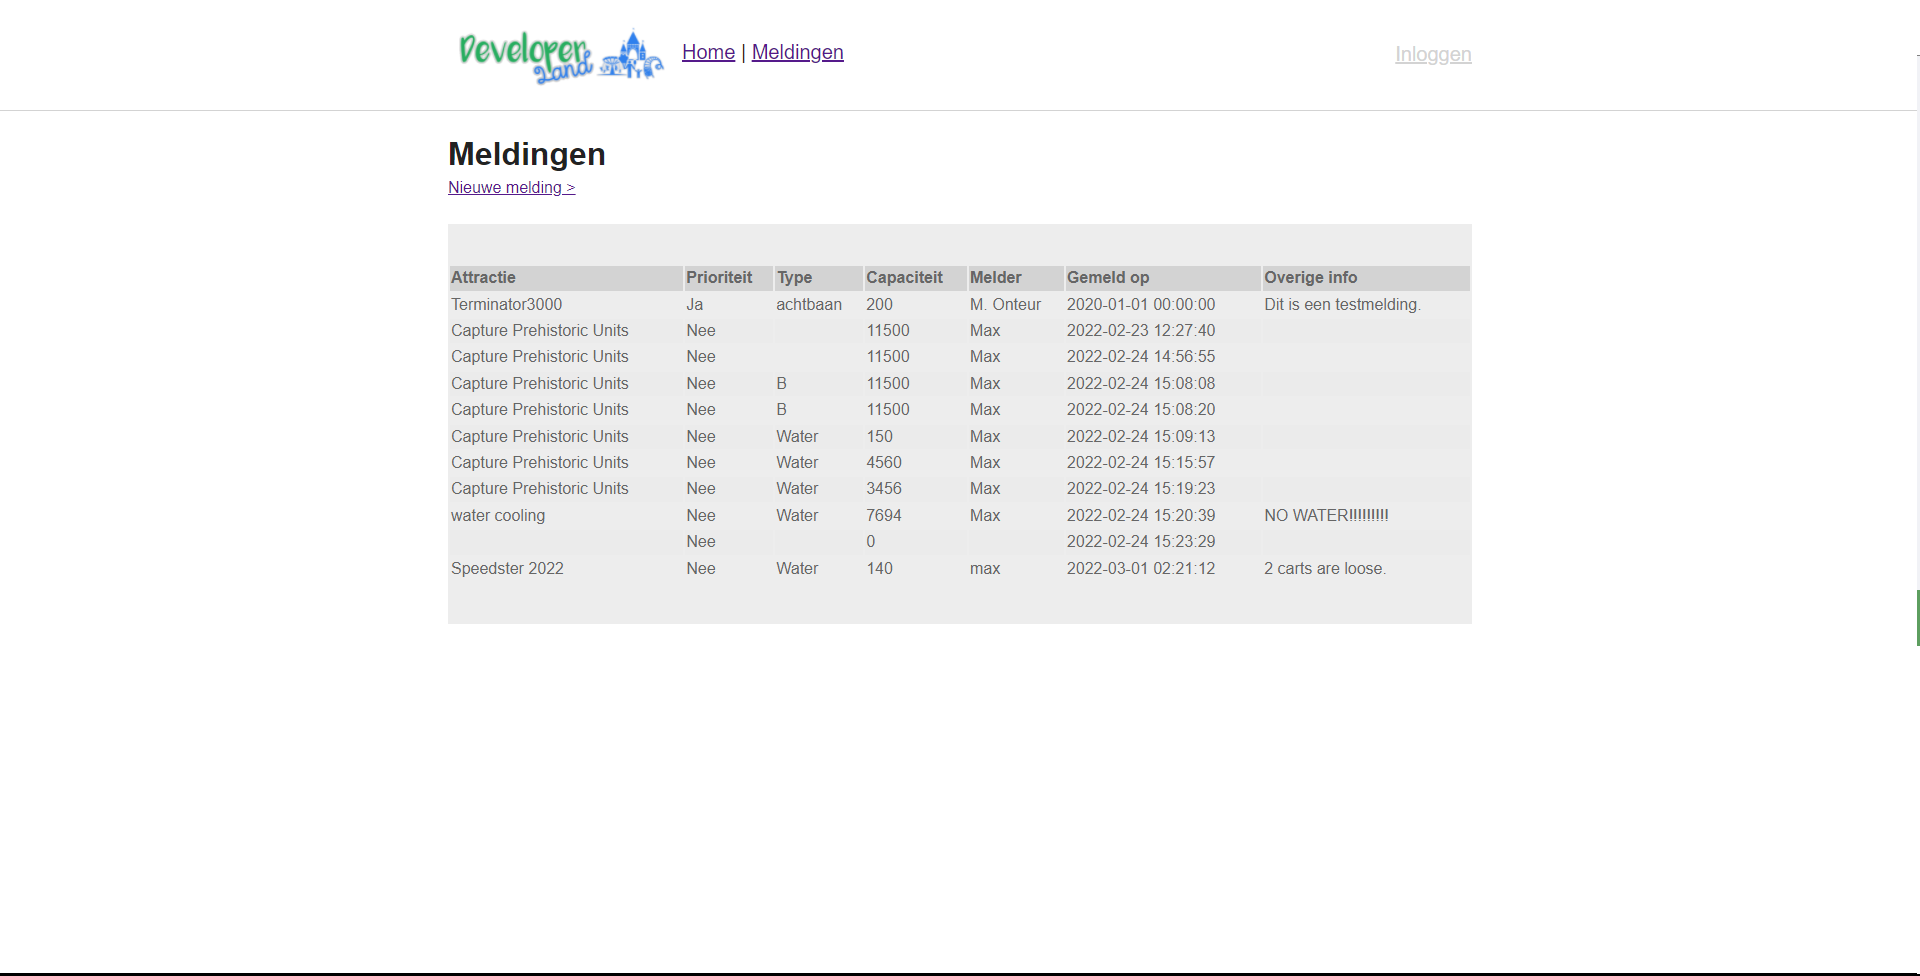 Developer Land
Home | Meldingen
Inloggen
Meldingen
Nieuwe melding >
Attractie Prioriteit Type Capaciteit Melder Gemeld op Overige info
Terminator3000 Ja achtbaan 200 M. Onteur 2020-01-01 00:00:00 Dit is een testmelding.
Capture Prehistoric Units Nee 11500 Max 2022-02-23 12:27:40
Capture Prehistoric Units Nee 11500 Max 2022-02-24 14:56:55
Capture Prehistoric Units Nee B 11500 Max 2022-02-24 15:08:08
Capture Prehistoric Units Nee B 11500 Max 2022-02-24 15:08:20
Capture Prehistoric Units Nee Water 150 Max 2022-02-24 15:09:13
Capture Prehistoric Units Nee Water 4560 Max 2022-02-24 15:15:57
Capture Prehistoric Units Nee Water 3456 Max 2022-02-24 15:19:23
water cooling Nee Water 7694 Max 2022-02-24 15:20:39 NO WATER!!!!!!!!!
Nee 0 2022-02-24 15:23:29
Speedster 2022 Nee Water 140 max 2022-03-01 02:21:12 2 carts are loose.